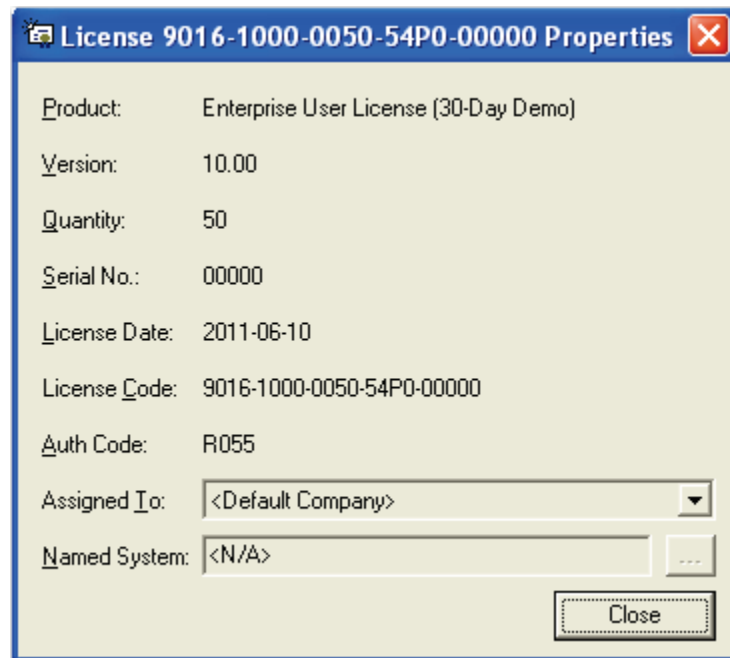 License 9016-1000-0050-54P0-00000 Properties
Product: Enterprise User License (30-Day Demo)
Version: 10.00
Quantity: 50
Serial No.: 00000
License Date: 2011-06-10
License Code: 9016-1000-0050-54P0-00000
Auth Code: R055
Assigned To: <Default Company>
Named System: <N/A> ...
Close